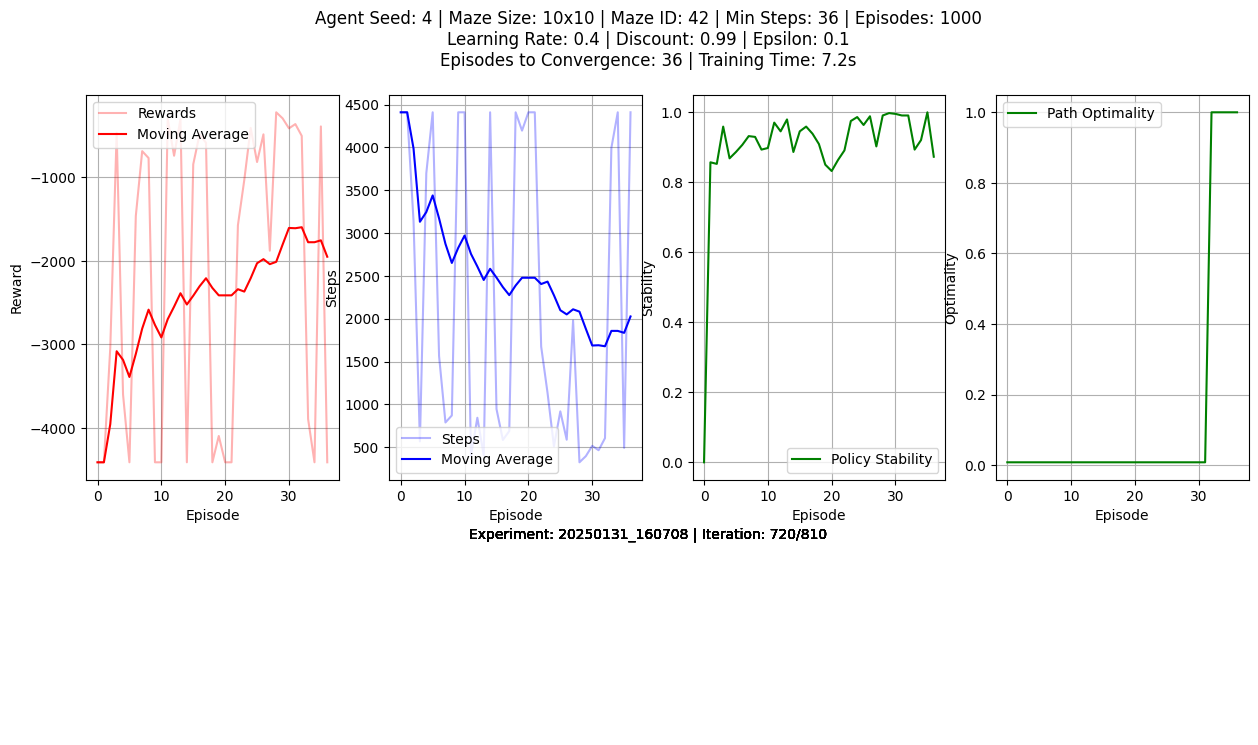 Agent Seed: 4 | Maze Size: 10x10 | Maze ID: 42 | Min Steps: 36 | Episodes: 1000
Learning Rate: 0.4 | Discount: 0.99 | Epsilon: 0.1
Episodes to Convergence: 36 | Training Time: 7.2s
Reward
−1000
−2000
−3000
−4000
Rewards
Moving Average
0
10
20
30
Episode
Steps
4500
4000
3500
3000
2500
2000
1500
1000
500
Steps
Moving Average
0
10
20
30
Episode
Stability
1.0
0.8
0.6
0.4
0.2
0.0
Policy Stability
0
10
20
30
Episode
Optimality
1.0
0.8
0.6
0.4
0.2
0.0
Path Optimality
0
10
20
30
Episode
Experiment: 20250131_160708 | Iteration: 720/810